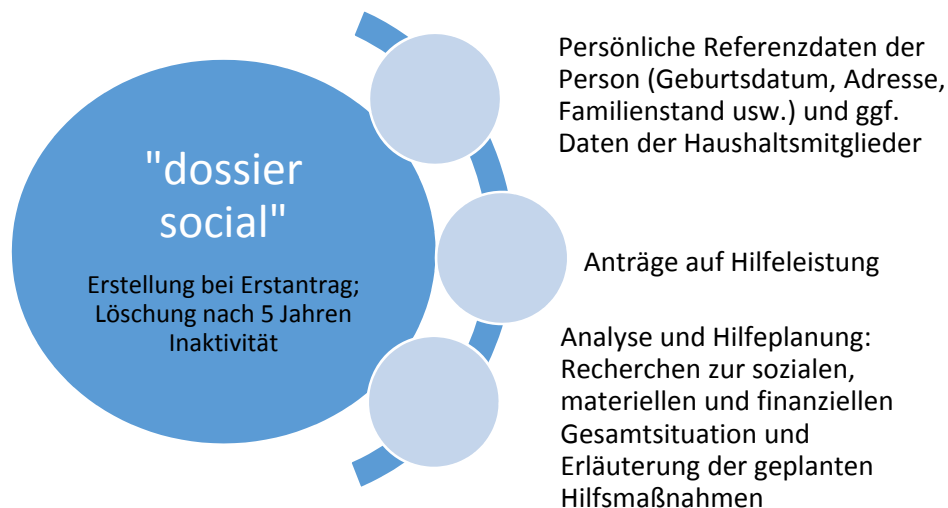 "dossier
social"
Erstellung bei Erstantrag;
Löschung nach 5 Jahren
Inaktivität
Persönliche Referenzdaten der
Person (Geburtsdatum, Adresse,
Familienstand usw.) und ggf.
Daten der Haushaltsmitglieder
Anträge auf Hilfeleistung
Analyse und Hilfeplanung:
Recherchen zur sozialen,
materiellen und finanziellen
Gesamtsituation und
Erläuterung der geplanten
Hilfsmaßnahmen